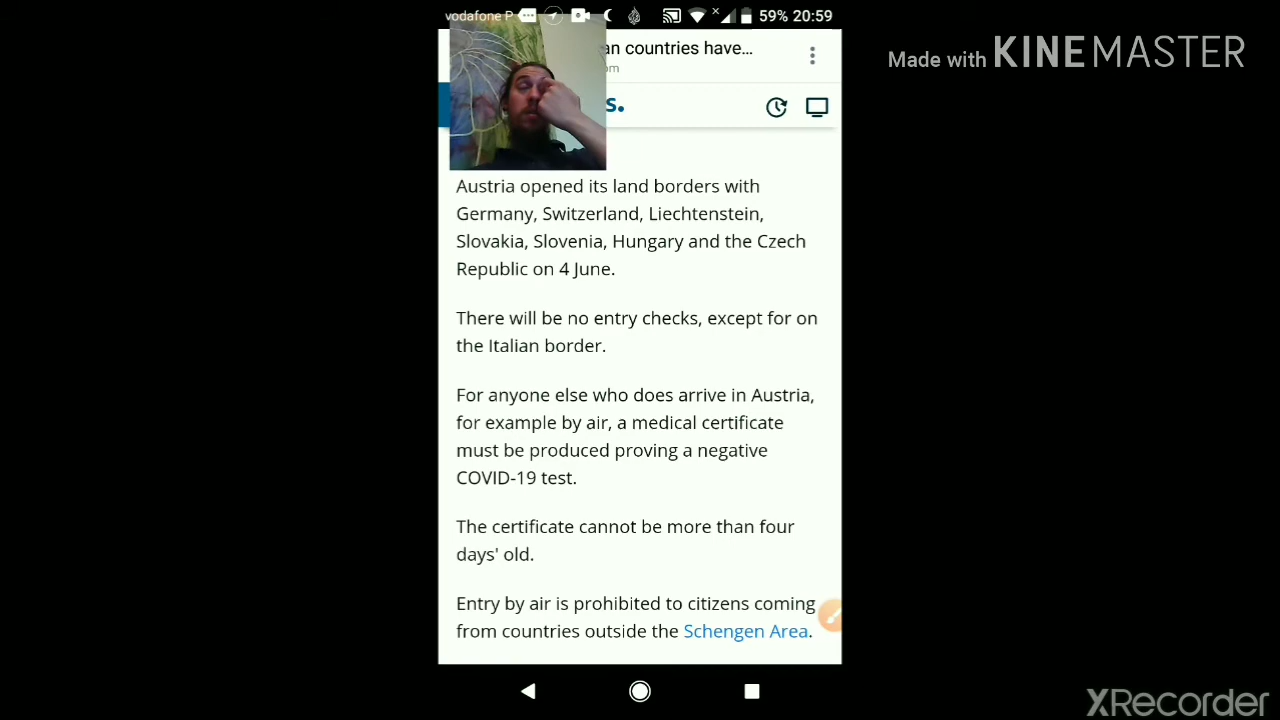 vodafone P
59% 20:59
an countries have...
om
s.
Made with KINEMASTER
Austria opened its land borders with
Germany, Switzerland, Liechtenstein,
Slovakia, Slovenia, Hungary and the Czech
Republic on 4 June.
There will be no entry checks, except for on
the Italian border.
For anyone else who does arrive in Austria,
for example by air, a medical certificate
must be produced proving a negative
COVID-19 test.
The certificate cannot be more than four
days' old.
Entry by air is prohibited to citizens coming
from countries outside the Schengen Area.
XRecorder